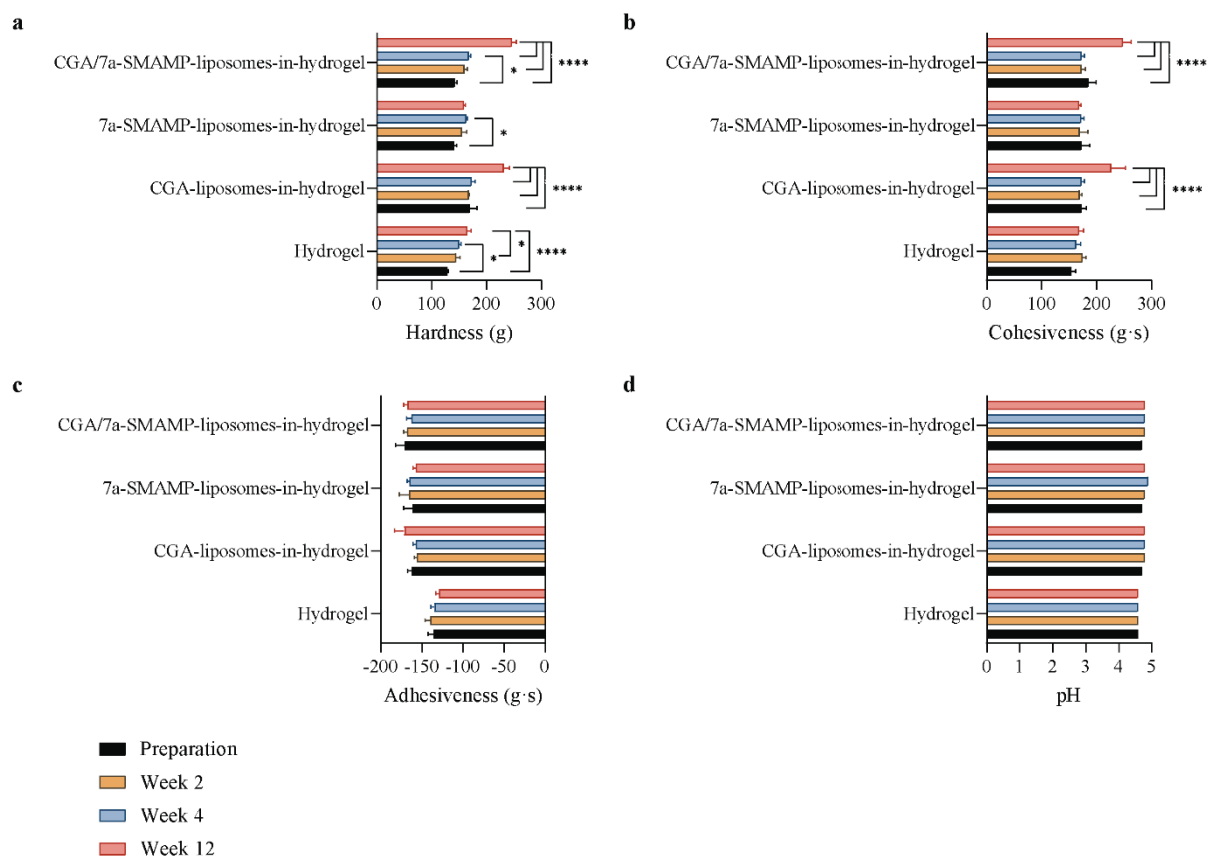 a
CGA/7a-SMAMP-liposomes-in-hydrogel
7a-SMAMP-liposomes-in-hydrogel
CGA-liposomes-in-hydrogel
Hydrogel
* ****
*
****
* * ****
0 100 200 300
Hardness (g)
b
CGA/7a-SMAMP-liposomes-in-hydrogel
7a-SMAMP-liposomes-in-hydrogel
CGA-liposomes-in-hydrogel
Hydrogel
****
****
0 100 200 300
Cohesiveness (g·s)
c
CGA/7a-SMAMP-liposomes-in-hydrogel
7a-SMAMP-liposomes-in-hydrogel
CGA-liposomes-in-hydrogel
Hydrogel
-200 -150 -100 -50 0
Adhesiveness (g·s)
d
CGA/7a-SMAMP-liposomes-in-hydrogel
7a-SMAMP-liposomes-in-hydrogel
CGA-liposomes-in-hydrogel
Hydrogel
0 1 2 3 4 5
pH
Preparation
Week 2
Week 4
Week 12